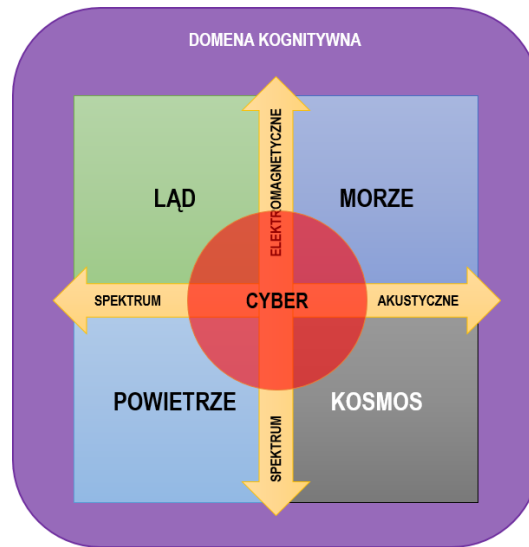 DOMENA KOGNITYWNA
LĄD
ELEKTROMAGNETYCZNE
MORZE
SPEKTRUM
CYBER
AKUSTYCZNE
POWIETRZE
SPEKTRUM
KOSMOS